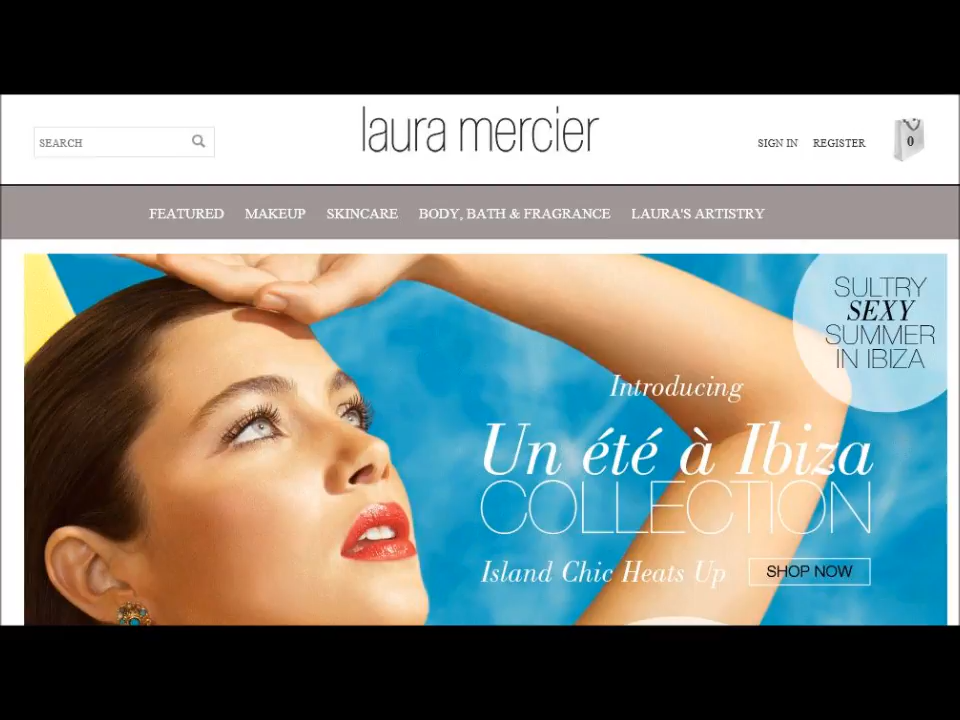 laura mercier
SEARCH
SIGN IN REGISTER 0
FEATURED MAKEUP SKINCARE BODY, BATH & FRAGRANCE LAURA'S ARTISTRY
SULTRY
SEXY
SUMMER
IN IBIZA
Introducing
Un été à Ibiza
COLLECTION
Island Chic Heats Up
SHOP NOW